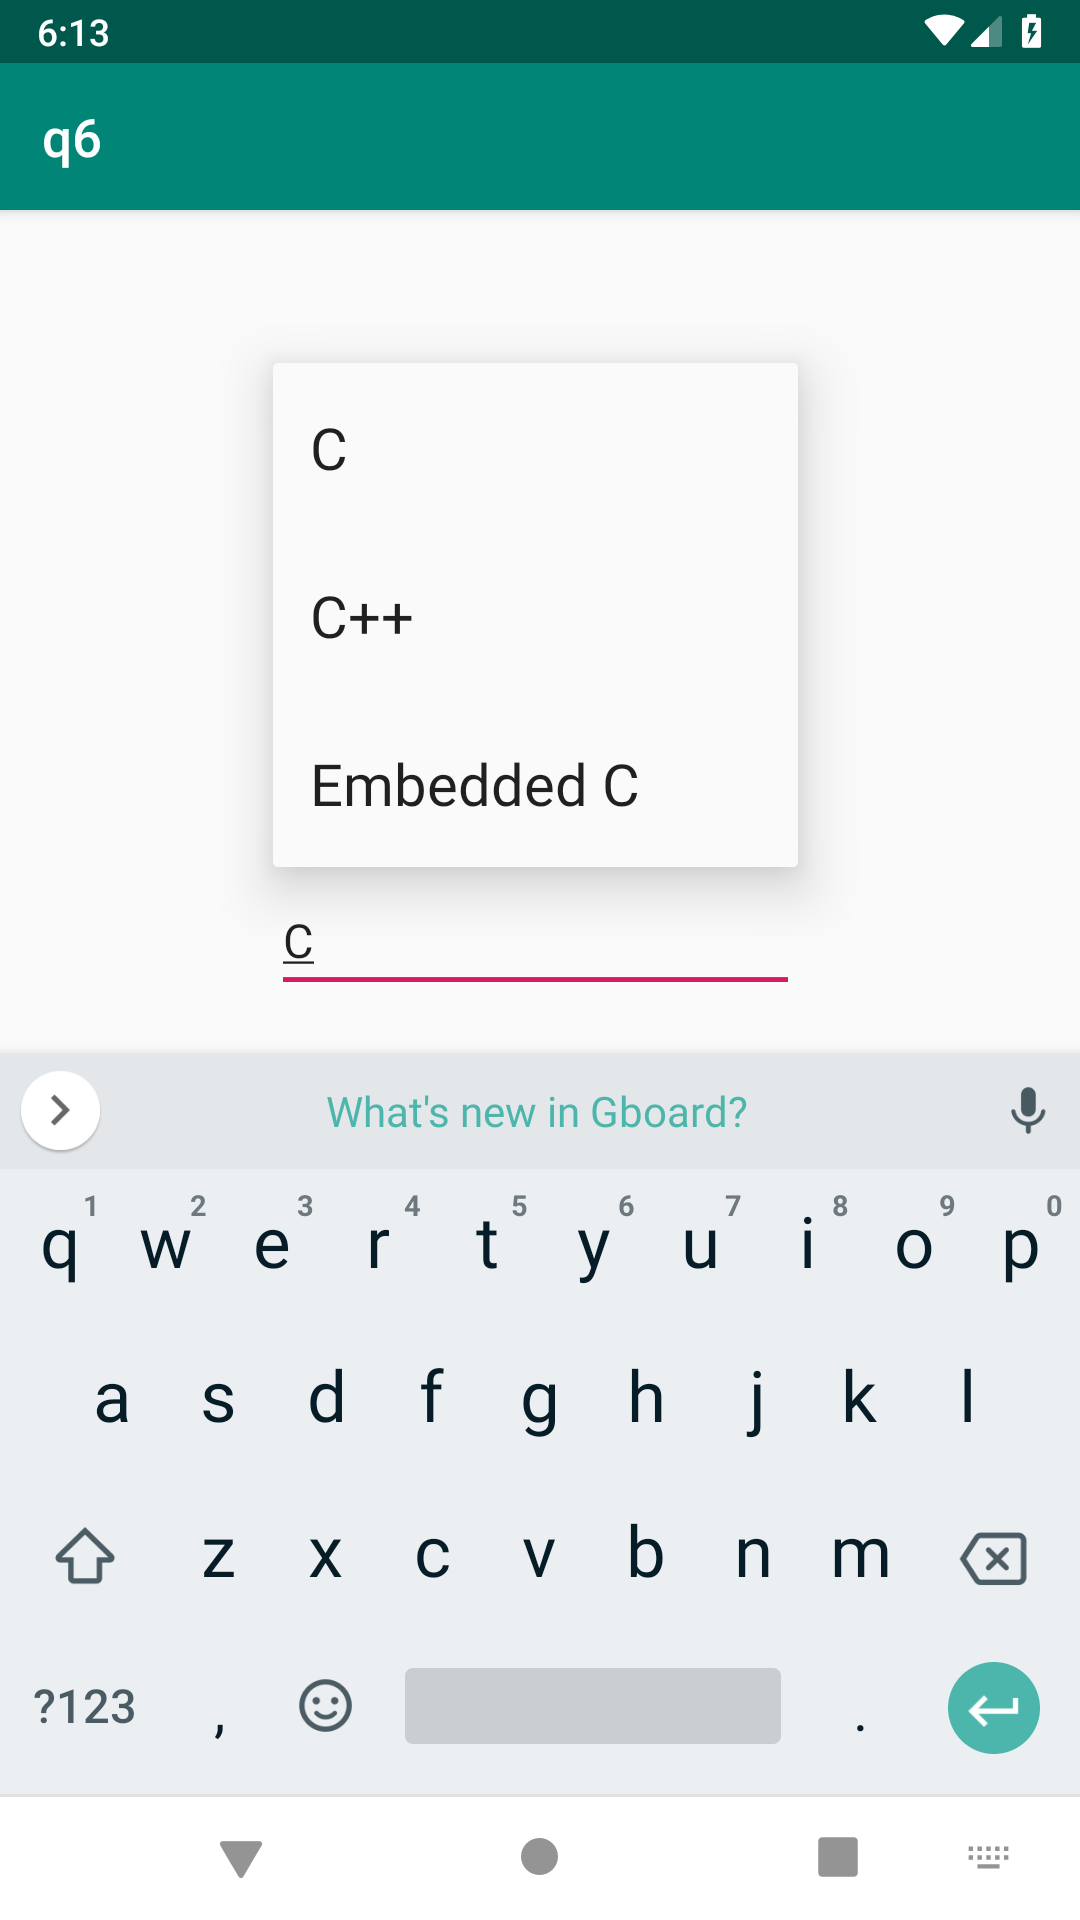 6:13
q6
C
C++
Embedded C
C
What's new in Gboard?
1 2 3 4 5 6 7 8 9 0
q w e r t y u i o p
a s d f g h j k l
z x c v b n m
?123 , .